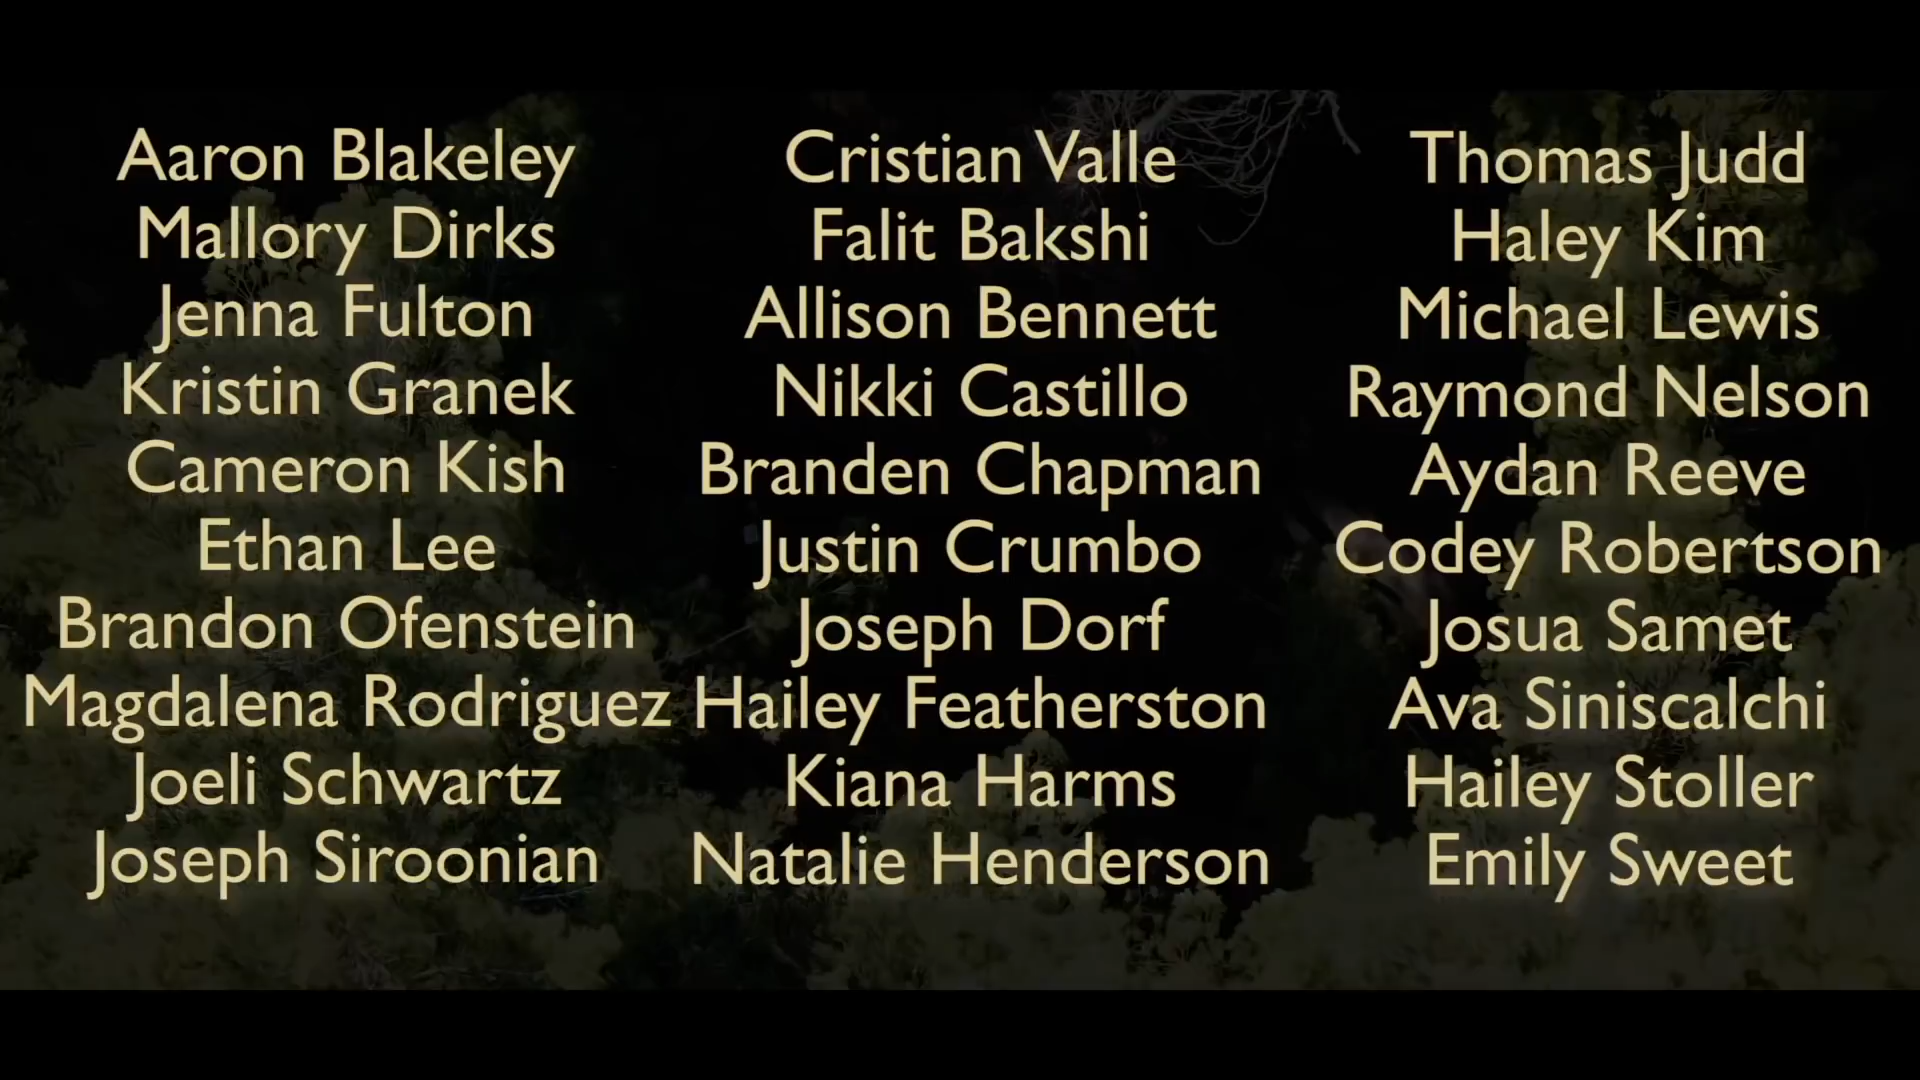 Aaron Blakeley
Mallory Dirks
Jenna Fulton
Kristin Granek
Cameron Kish
Ethan Lee
Brandon Ofenstein
Magdalena Rodriguez
Joeli Schwartz
Joseph Siroonian
Cristian Valle
Falit Bakshi
Allison Bennett
Nikki Castillo
Branden Chapman
Justin Crumbo
Joseph Dorf
Hailey Featherston
Kiana Harms
Natalie Henderson
Thomas Judd
Haley Kim
Michael Lewis
Raymond Nelson
Aydan Reeve
Codey Robertson
Josua Samet
Ava Siniscalchi
Hailey Stoller
Emily Sweet